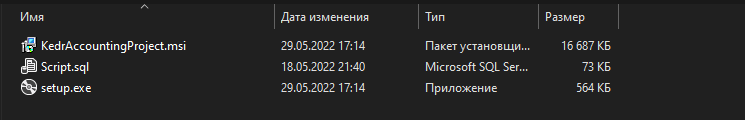 Имя Дата изменения Тип Размер
KedrAccountingProject.msi 29.05.2022 17:14 Пакет установщи... 16 687 КБ
Script.sql 18.05.2022 21:40 Microsoft SQL Ser... 73 КБ
setup.exe 29.05.2022 17:14 Приложение 564 КБ